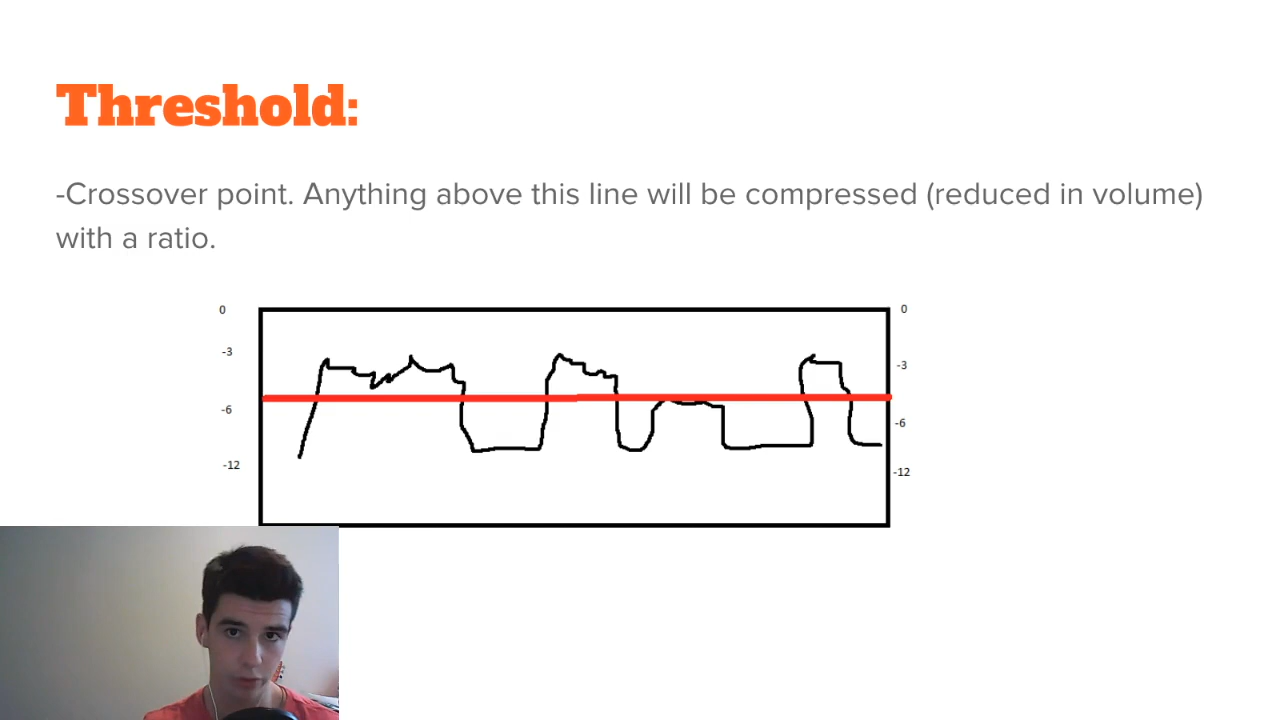 Threshold:
-Crossover point. Anything above this line will be compressed (reduced in volume)
with a ratio.
0
0
-3
-3
-6
-6
-12
-12